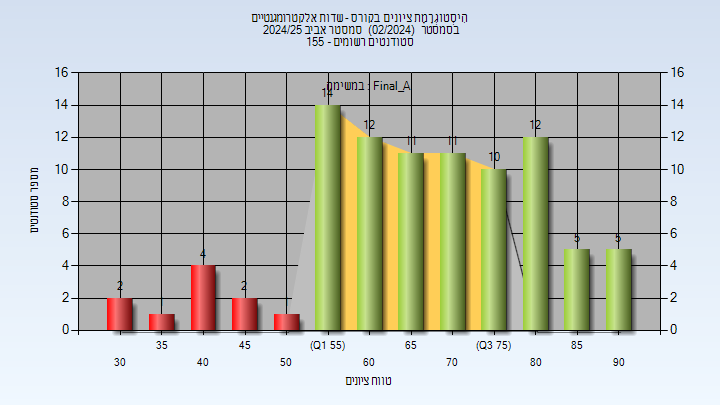 הִיסְטוֹגְרָמַת ציונים בקורס - שדות אלקטרומגנטיים
בסמסטר (02/2024) סמסטר אביב 2024/25
סטודנטים רשומים - 155
במשימה : Final_A
מספר סטודנטים
16 16
14 14
12 12
10 10
8 8
6 6
4 4
2 2
0 0
2
4
2
14
12
11
11
10
12
5
5
35 45 (Q1 55) 65 (Q3 75) 85
30 40 50 60 70 80 90
טווח ציונים